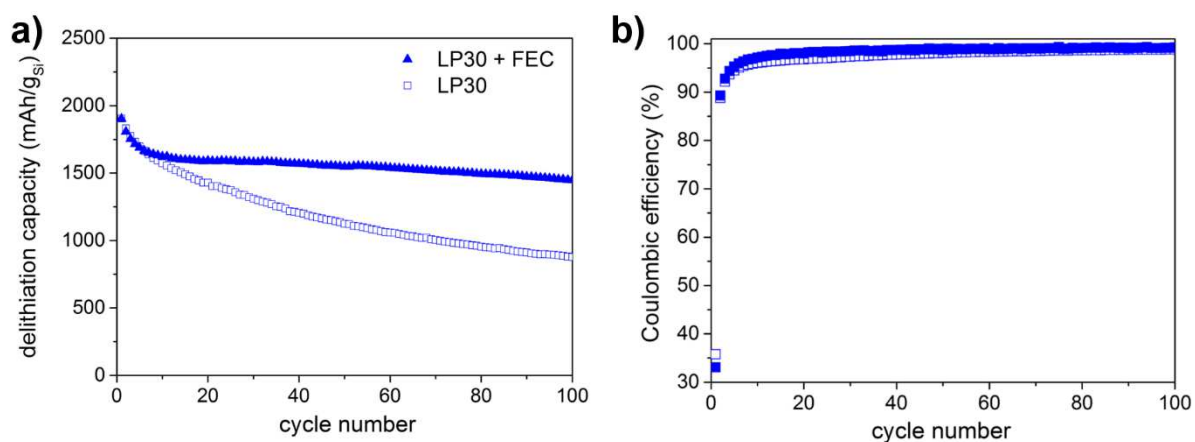 a)
delithiation capacity (mAh/gSi)
2500
2000
1500
1000
500
0
LP30 + FEC
LP30
0 20 40 60 80 100
cycle number
b)
Coulombic efficiency (%)
100
90
80
70
60
50
40
30
0 20 40 60 80 100
cycle number